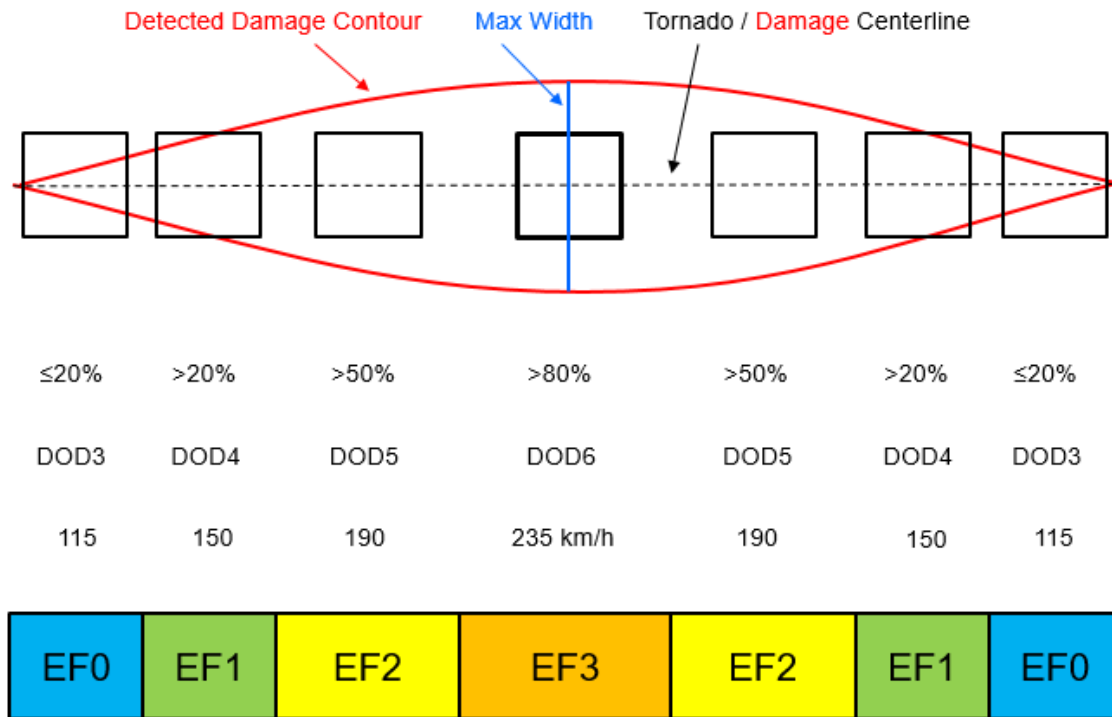 Detected Damage Contour Max Width Tornado / Damage Centerline
≤20% >20% >50% >80% >50% >20% ≤20%
DOD3 DOD4 DOD5 DOD6 DOD5 DOD4 DOD3
115 150 190 235 km/h 190 150 115
EF0 EF1 EF2 EF3 EF2 EF1 EF0